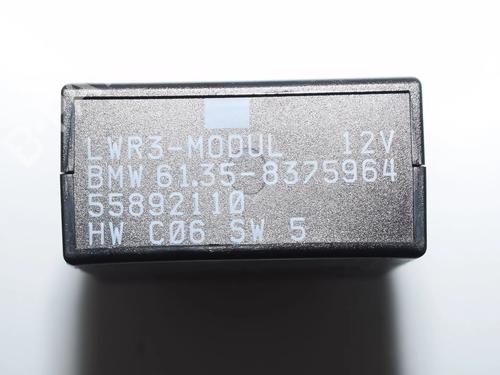 LWR3-MODUL 12V
BMW 61.35-8375964
55892110
HW C06 SW 5